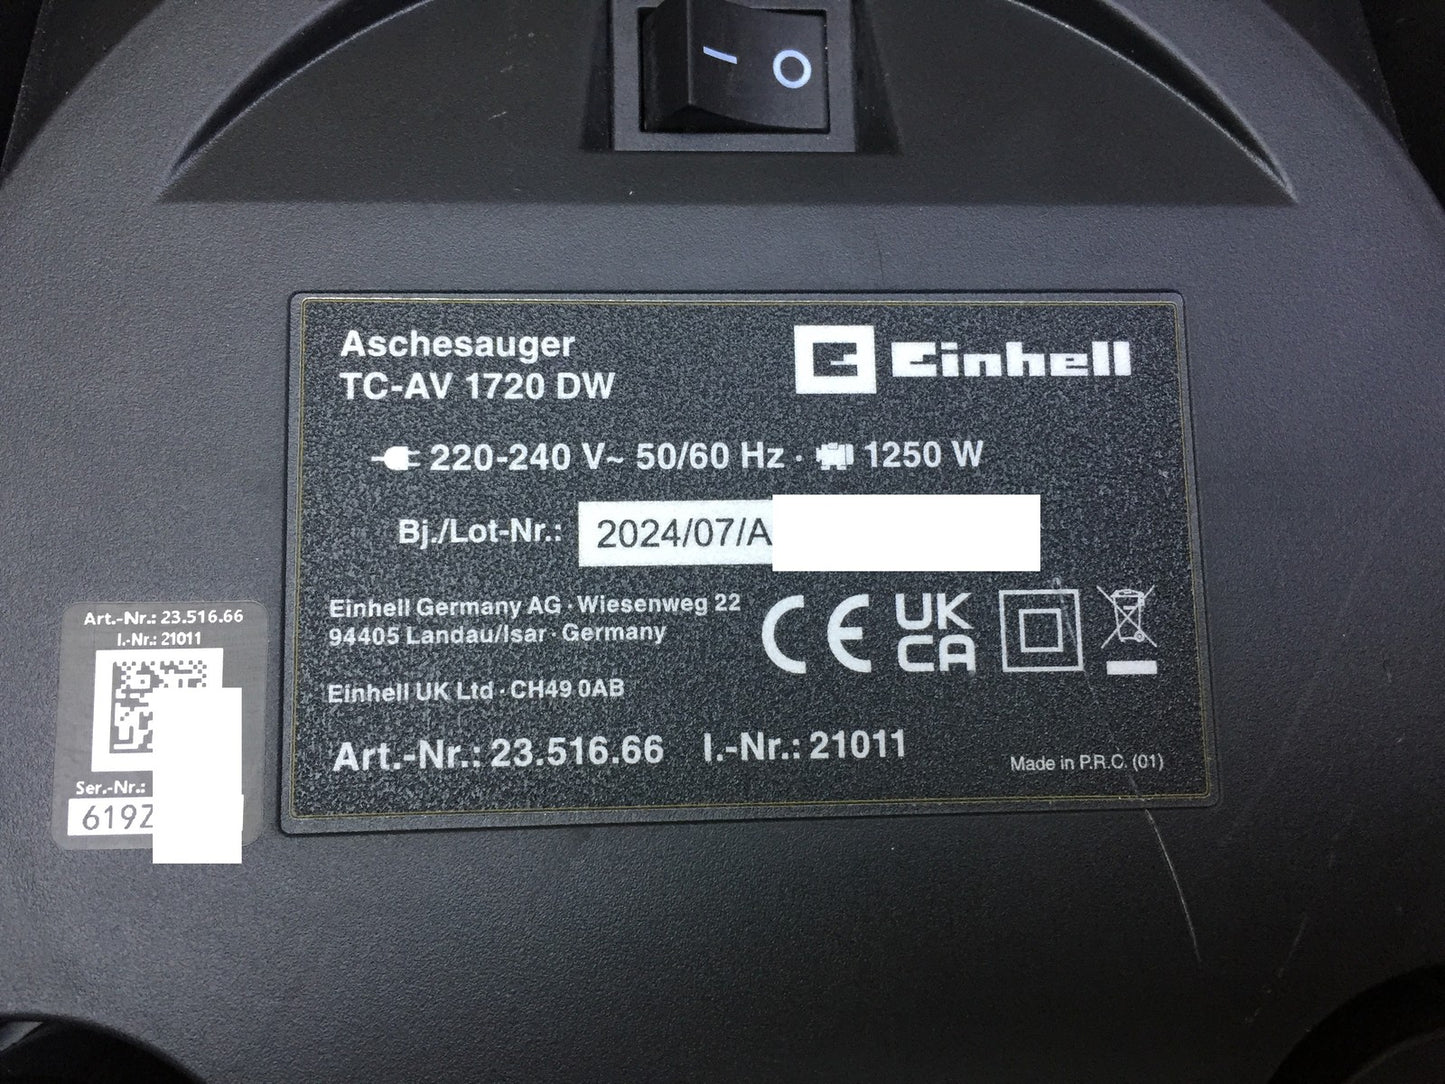 Aschesauger
TC-AV 1720 DW
Einhell
220-240 V~ 50/60 Hz · 1250 W
Bj./Lot-Nr.: 2024/07/A
Einhell Germany AG · Wiesenweg 22
94405 Landau/Isar · Germany
Einhell UK Ltd · CH49 0AB
CE
UK
CA
Art.-Nr.: 23.516.66 I.-Nr.: 21011
Made in P.R.C. (01)
Art.-Nr.: 23.516.66
I.-Nr.: 21011
Ser.-Nr.:
619Z